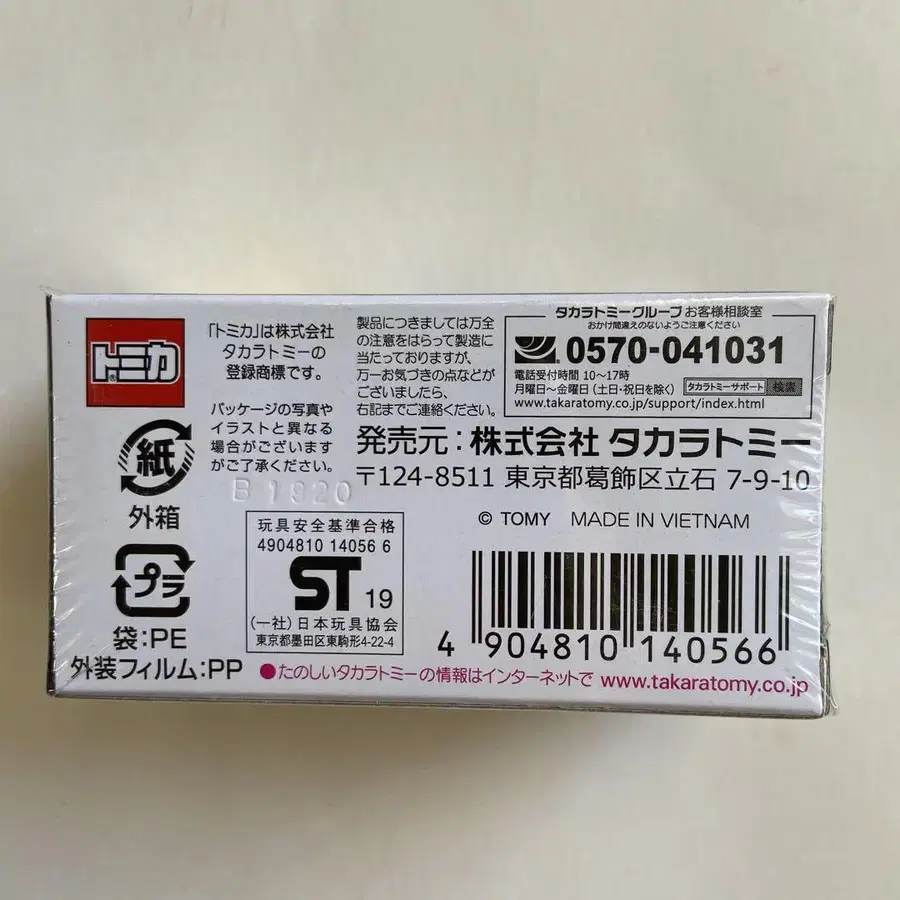 トミカ
®
「トミカ」は株式会社
タカラトミーの
登録商標です。
パッケージの写真や
イラストと異なる
場合がございます
がご了承ください。
製品につきましては万全
の注意をはらって製造に
当たっておりますが、
万一お気づきの点などが
ございましたら、
右記までご連絡ください。
タカラトミーグループお客様相談室
おかけ間違えのないようご注意ください
0570-041031
電話受付時間 10〜17時
月曜日〜金曜日(土日・祝日を除く)
タカラトミーサポート 検索
www.takaratomy.co.jp/support/index.html
発売元:株式会社 タカラトミー
〒124-8511 東京都葛飾区立石 7-9-10
B1920
紙
外箱
プラ
袋:PE
外装フィルム:PP
玩具安全基準合格
4904810 14056 6
ST 19
(一社)日本玩具協会
東京都墨田区東駒形4-22-4
© TOMY MADE IN VIETNAM
4 904810 140566
●たのしいタカラトミーの情報はインターネットで www.takaratomy.co.jp